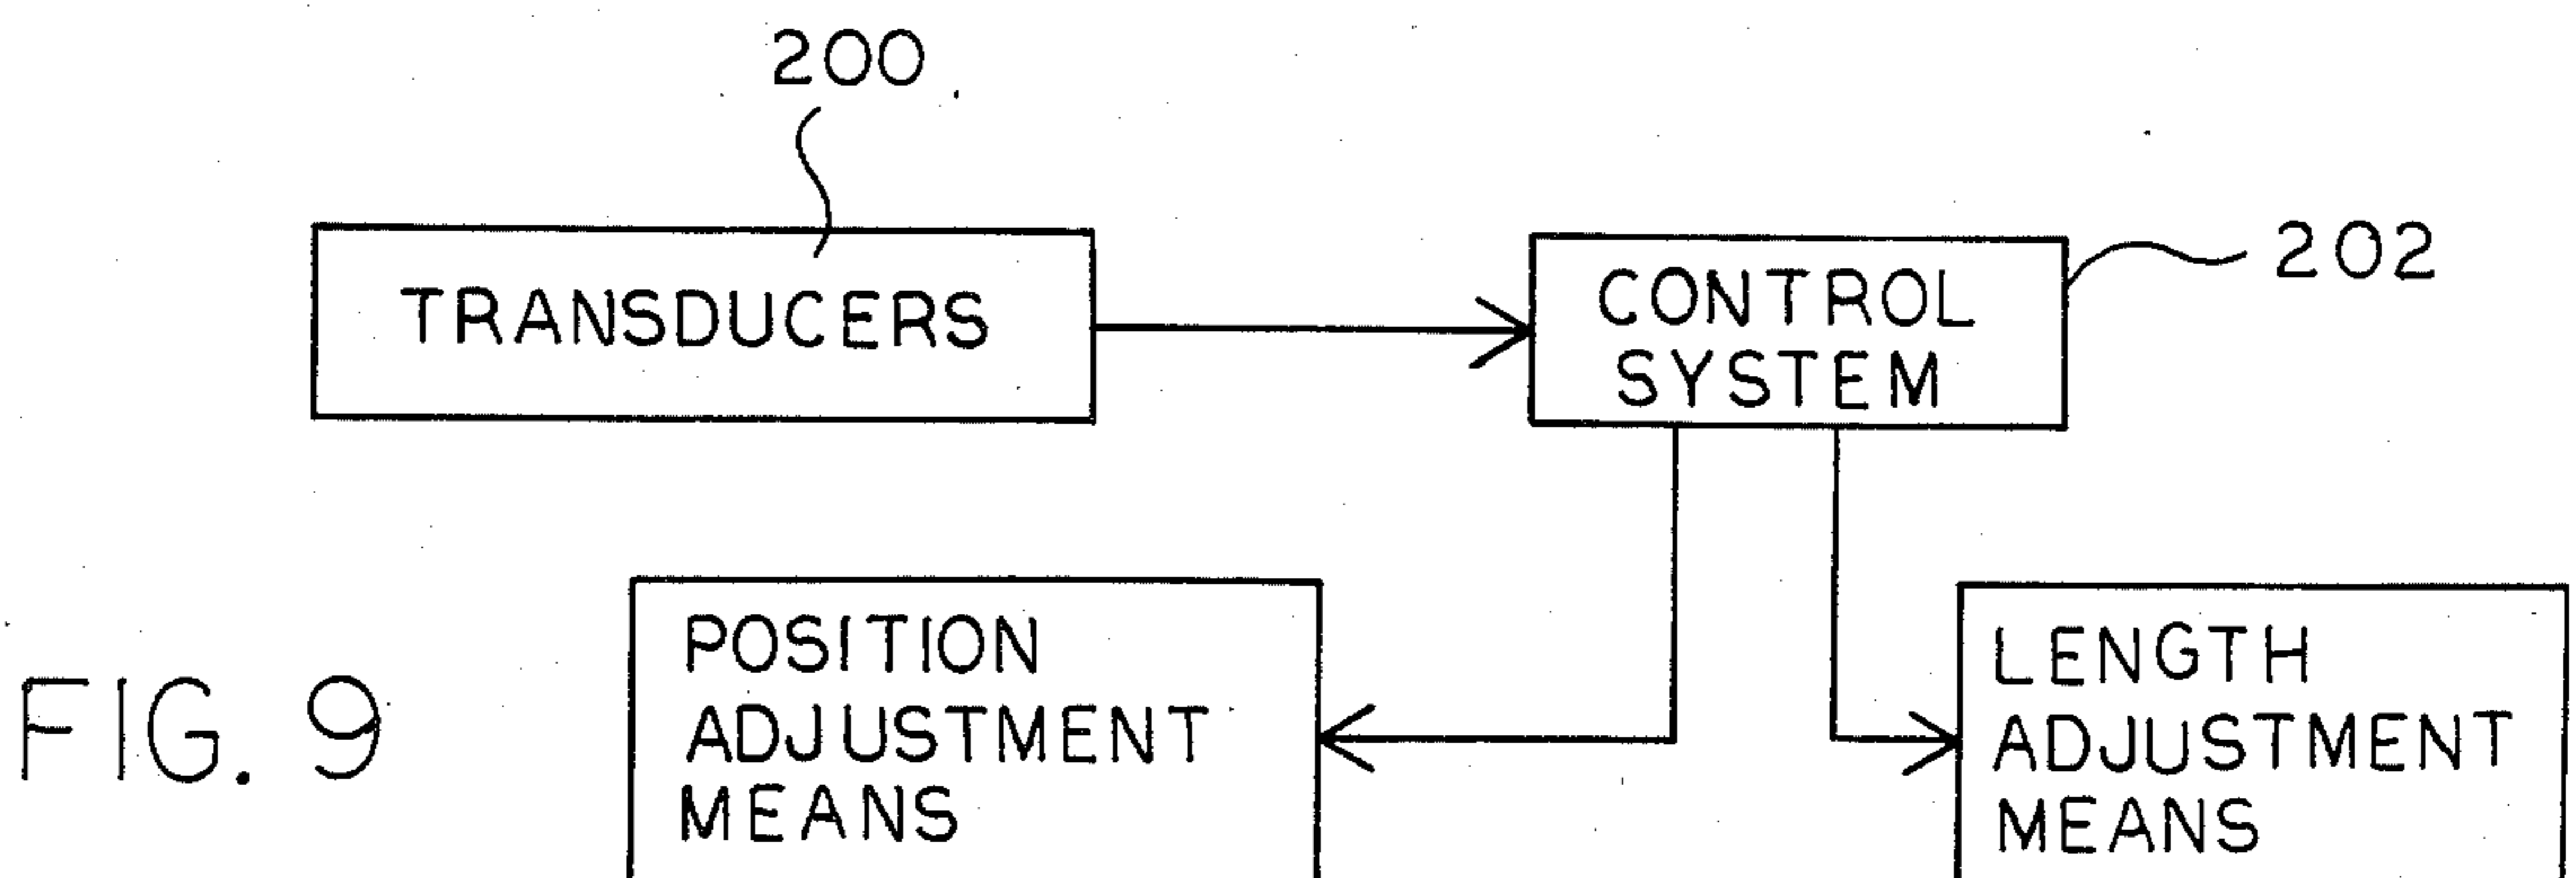 200
TRANSDUCERS
CONTROL
SYSTEM
202
POSITION
ADJUSTMENT
MEANS
LENGTH
ADJUSTMENT
MEANS
FIG. 9